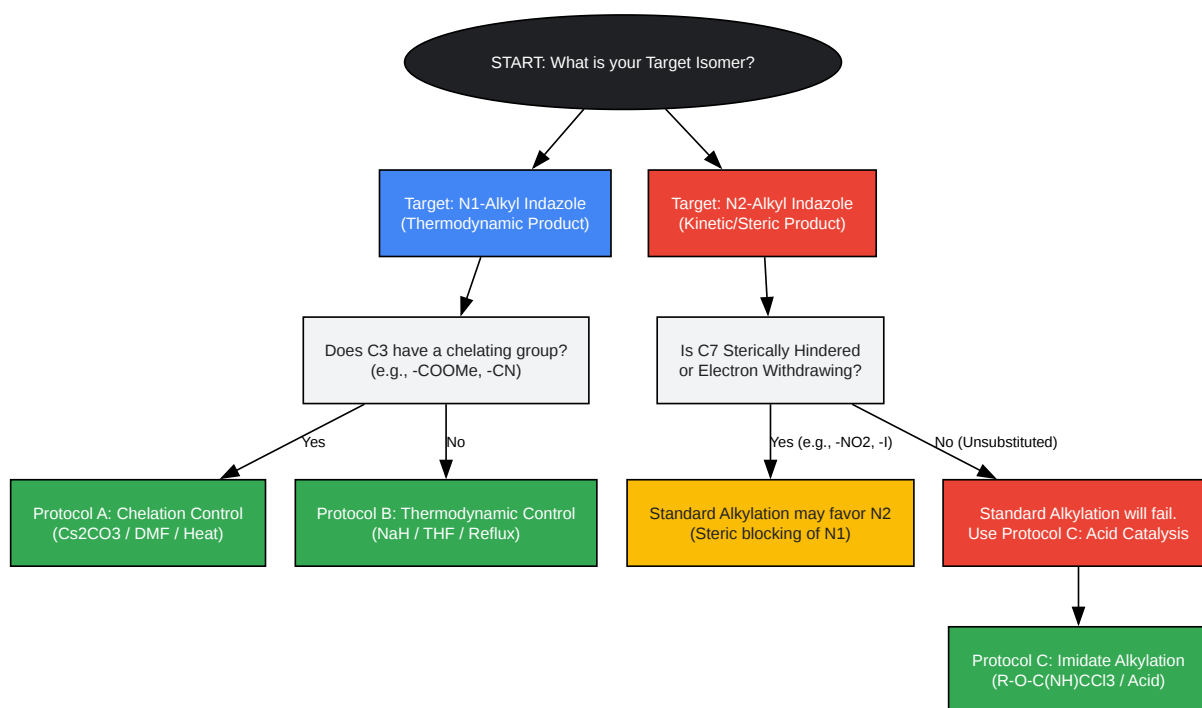 START: What is your Target Isomer?
Target: N1-Alkyl Indazole
(Thermodynamic Product)
Target: N2-Alkyl Indazole
(Kinetic/Steric Product)
Does C3 have a chelating group?
(e.g., -COOMe, -CN)
Is C7 Sterically Hindered
or Electron Withdrawing?
Yes
No
Yes (e.g., -NO2, -I)
No (Unsubstituted)
Protocol A: Chelation Control
(Cs2CO3 / DMF / Heat)
Protocol B: Thermodynamic Control
(NaH / THF / Reflux)
Standard Alkylation may favor N2
(Steric blocking of N1)
Standard Alkylation will fail.
Use Protocol C: Acid Catalysis
Protocol C: Imidate Alkylation
(R-O-C(NH)CCl3 / Acid)